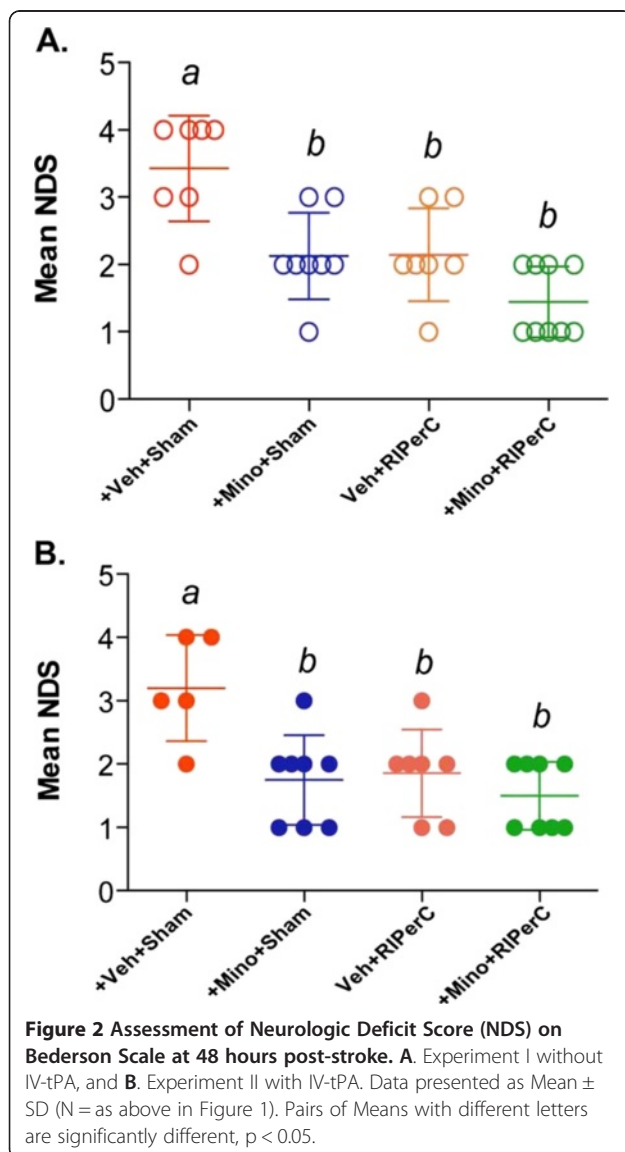 A.
5
4
3
2
1
0
Mean NDS
a
b
b
b
+Veh+Sham
+Mino+Sham
Veh+RIPerC
+Mino+RIPerC
B.
5
4
3
2
1
0
Mean NDS
a
b
b
b
+Veh+Sham
+Mino+Sham
Veh+RIPerC
+Mino+RIPerC
Figure 2 Assessment of Neurologic Deficit Score (NDS) on
Bederson Scale at 48 hours post-stroke. A. Experiment I without
IV-tPA, and B. Experiment II with IV-tPA. Data presented as Mean ±
SD (N = as above in Figure 1). Pairs of Means with different letters
are significantly different, p < 0.05.